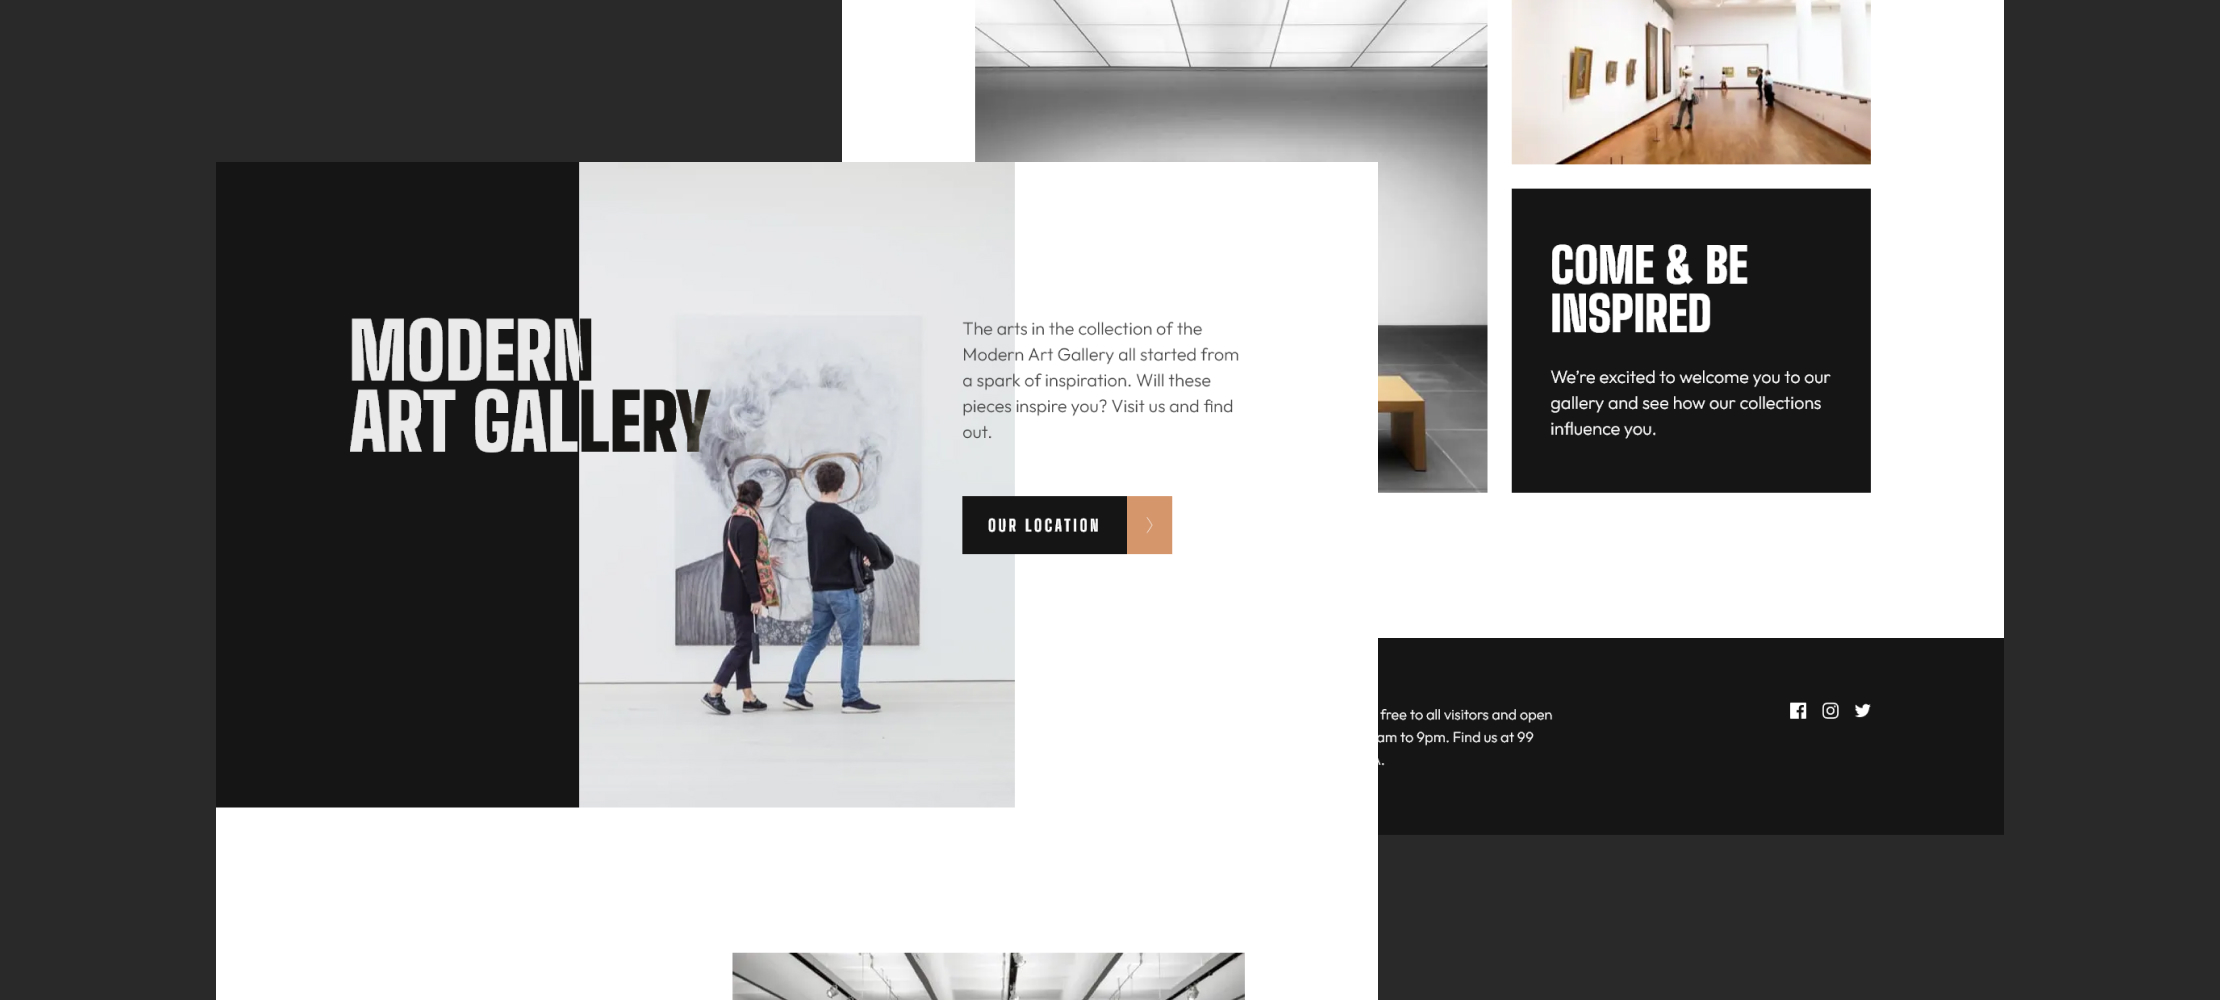 MODERN
ART GALLERY
The arts in the collection of the
Modern Art Gallery all started from
a spark of inspiration. Will these
pieces inspire you? Visit us and find
out.
OUR LOCATION
COME & BE
INSPIRED
We’re excited to welcome you to our
gallery and see how our collections
influence you.
free to all visitors and open
am to 9pm. Find us at 99